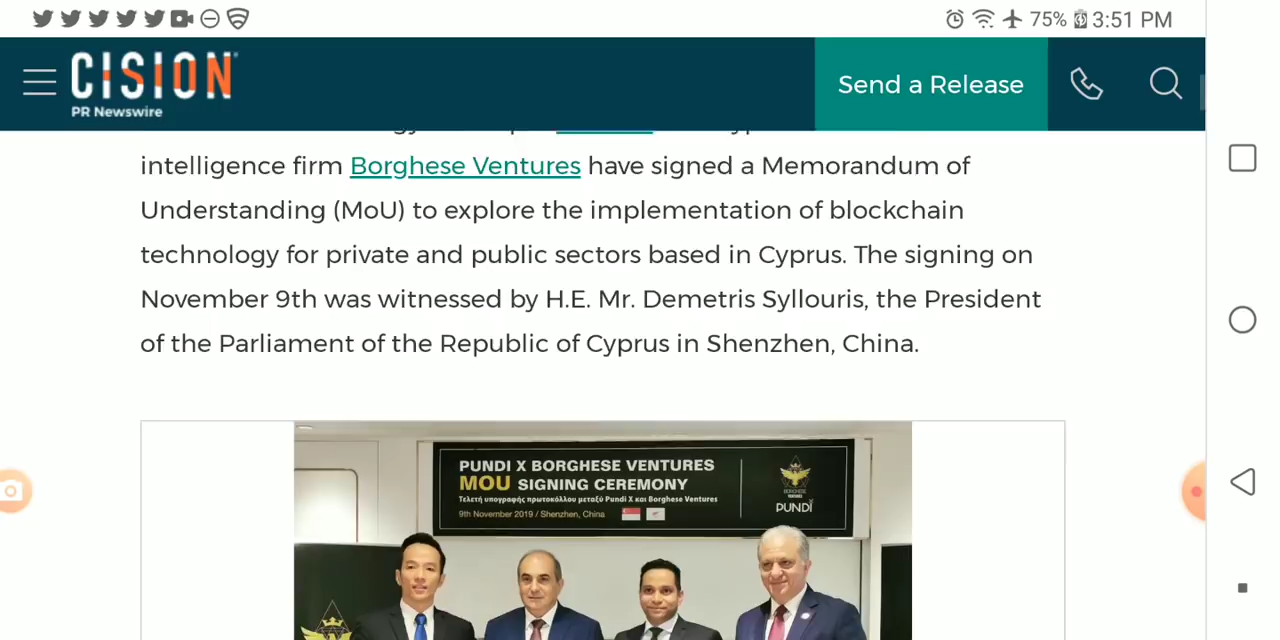 75% 3:51 PM
CISION
PR Newswire
Send a Release
intelligence firm Borghese Ventures have signed a Memorandum of
Understanding (MoU) to explore the implementation of blockchain
technology for private and public sectors based in Cyprus. The signing on
November 9th was witnessed by H.E. Mr. Demetris Syllouris, the President
of the Parliament of the Republic of Cyprus in Shenzhen, China.
PUNDI X BORGHESE VENTURES
MOU SIGNING CEREMONY
Τελετή υπογραφής πρωτοκόλλου μεταξύ Pundi X και Borghese Ventures
9th November 2019 / Shenzhen, China
BORGHESE
VENTURES
PUNDI X